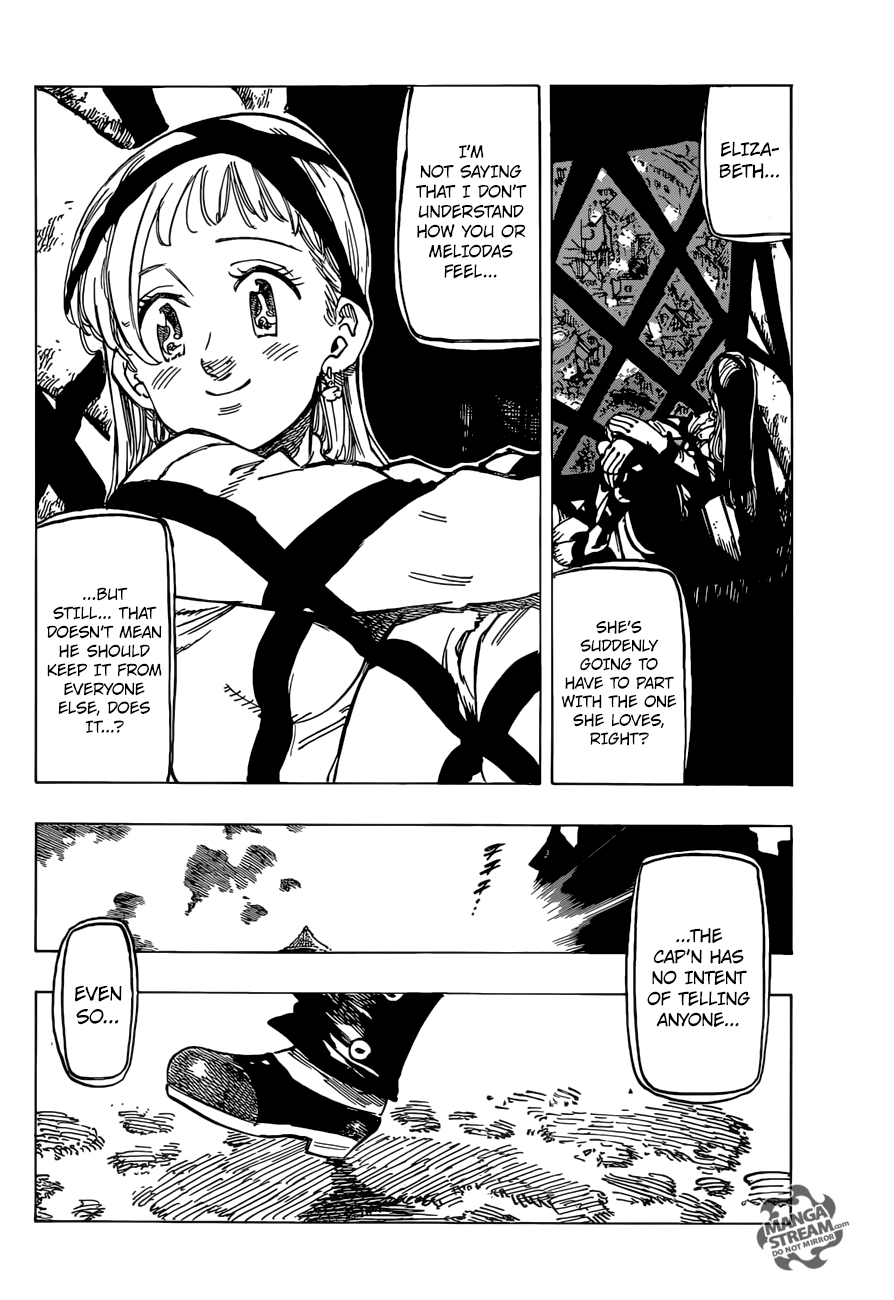 ELIZA-
BETH...
SHE'S
SUDDENLY
GOING TO
HAVE TO PART
WITH THE ONE
SHE LOVES,
RIGHT?
I'M
NOT SAYING
THAT I DON'T
UNDERSTAND
HOW YOU OR
MELIODAS
FEEL...
...BUT
STILL... THAT
DOESN'T MEAN
HE SHOULD
KEEP IT FROM
EVERYONE
ELSE, DOES
IT...?
...THE
CAP'N HAS
NO INTENT
OF TELLING
ANYONE...
EVEN
SO...
MANGA
STREAM.com
DO NOT MIRROR